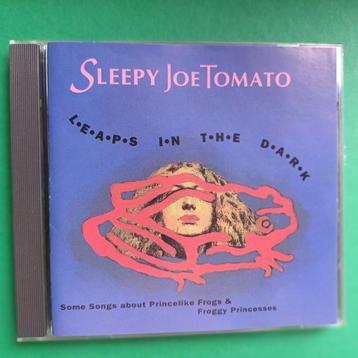 SLEEPY JOE TOMATO
L•E•A•P•S I•N T•H•E D•A•R•K
Some Songs about Princelike Frogs &
Froggy Princesses